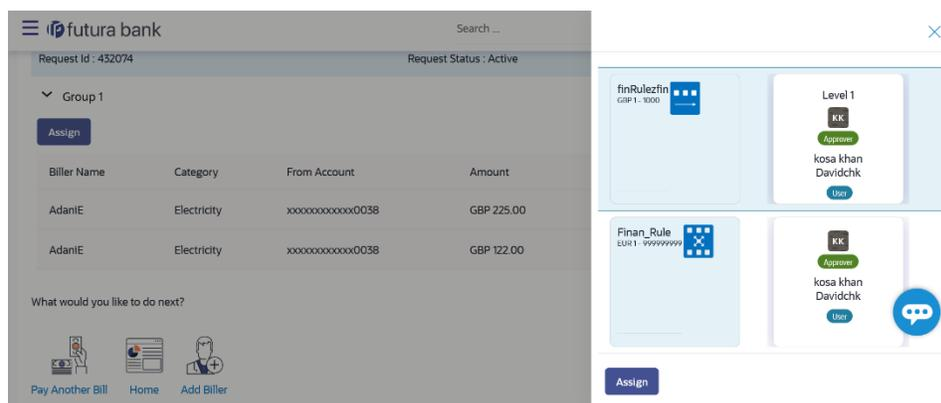 futura bank
Search ...
Request Id : 432074
Request Status : Active
Group 1
Assign
Biller Name Category From Account Amount
AdaniE Electricity xxxxxxxxxxxx0038 GBP 225.00
AdaniE Electricity xxxxxxxxxxxx0038 GBP 122.00
What would you like to do next?
Pay Another Bill Home Add Biller
finRulezfin
GBP 1 - 1000
Level 1
KK
Approver
kosa khan
Davidchk
User
Finan_Rule
EUR 1 - 999999999
KK
Approver
kosa khan
Davidchk
User
Assign